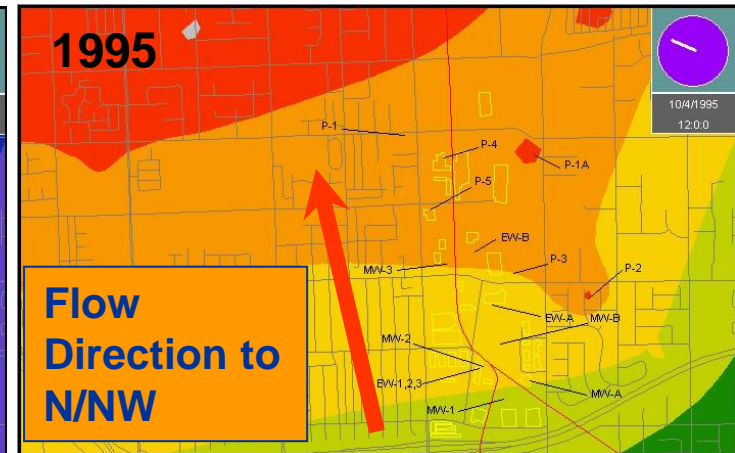 1995
10/4/1995
12:0:0
P-1
P-4
P-1A
P-5
EW-B
P-3
MW-3
P-2
Flow
Direction to
N/NW
EW-A
MW-B
MW-2
EW-1,2,3
MW-A
MW-1